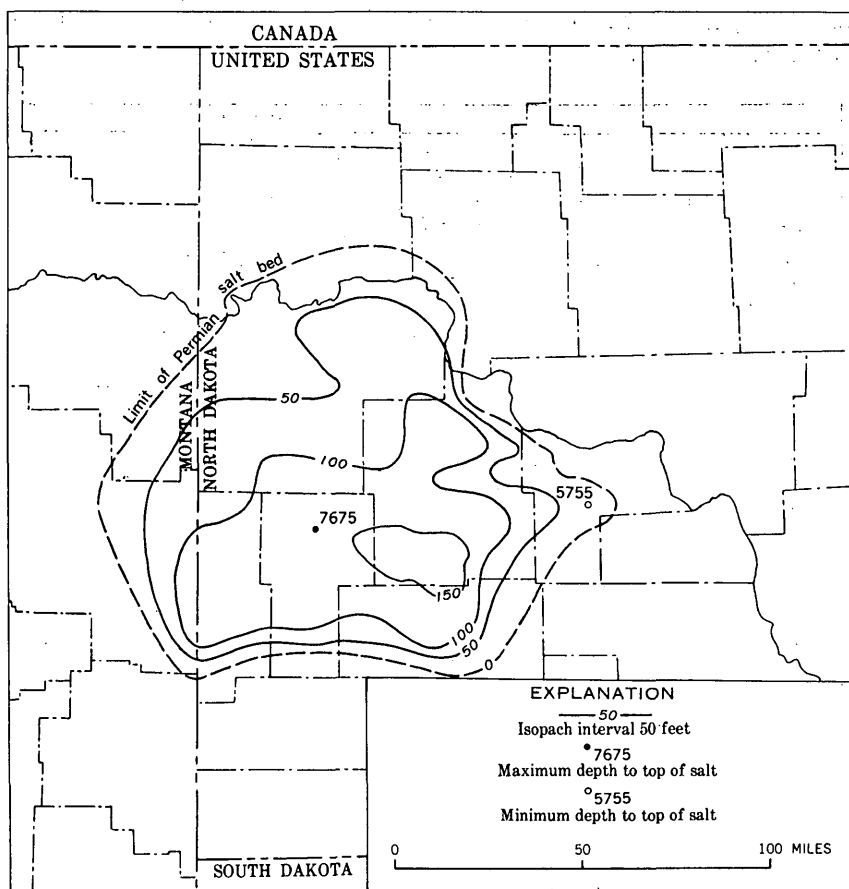 CANADA
UNITED STATES
Limit of Permian salt bed
MONTANA
NORTH DAKOTA
50
100
5755
7675
150
100
50
0
EXPLANATION
50
Isopach interval 50 feet
7675
Maximum depth to top of salt
5755
Minimum depth to top of salt
0 50 100 MILES
SOUTH DAKOTA